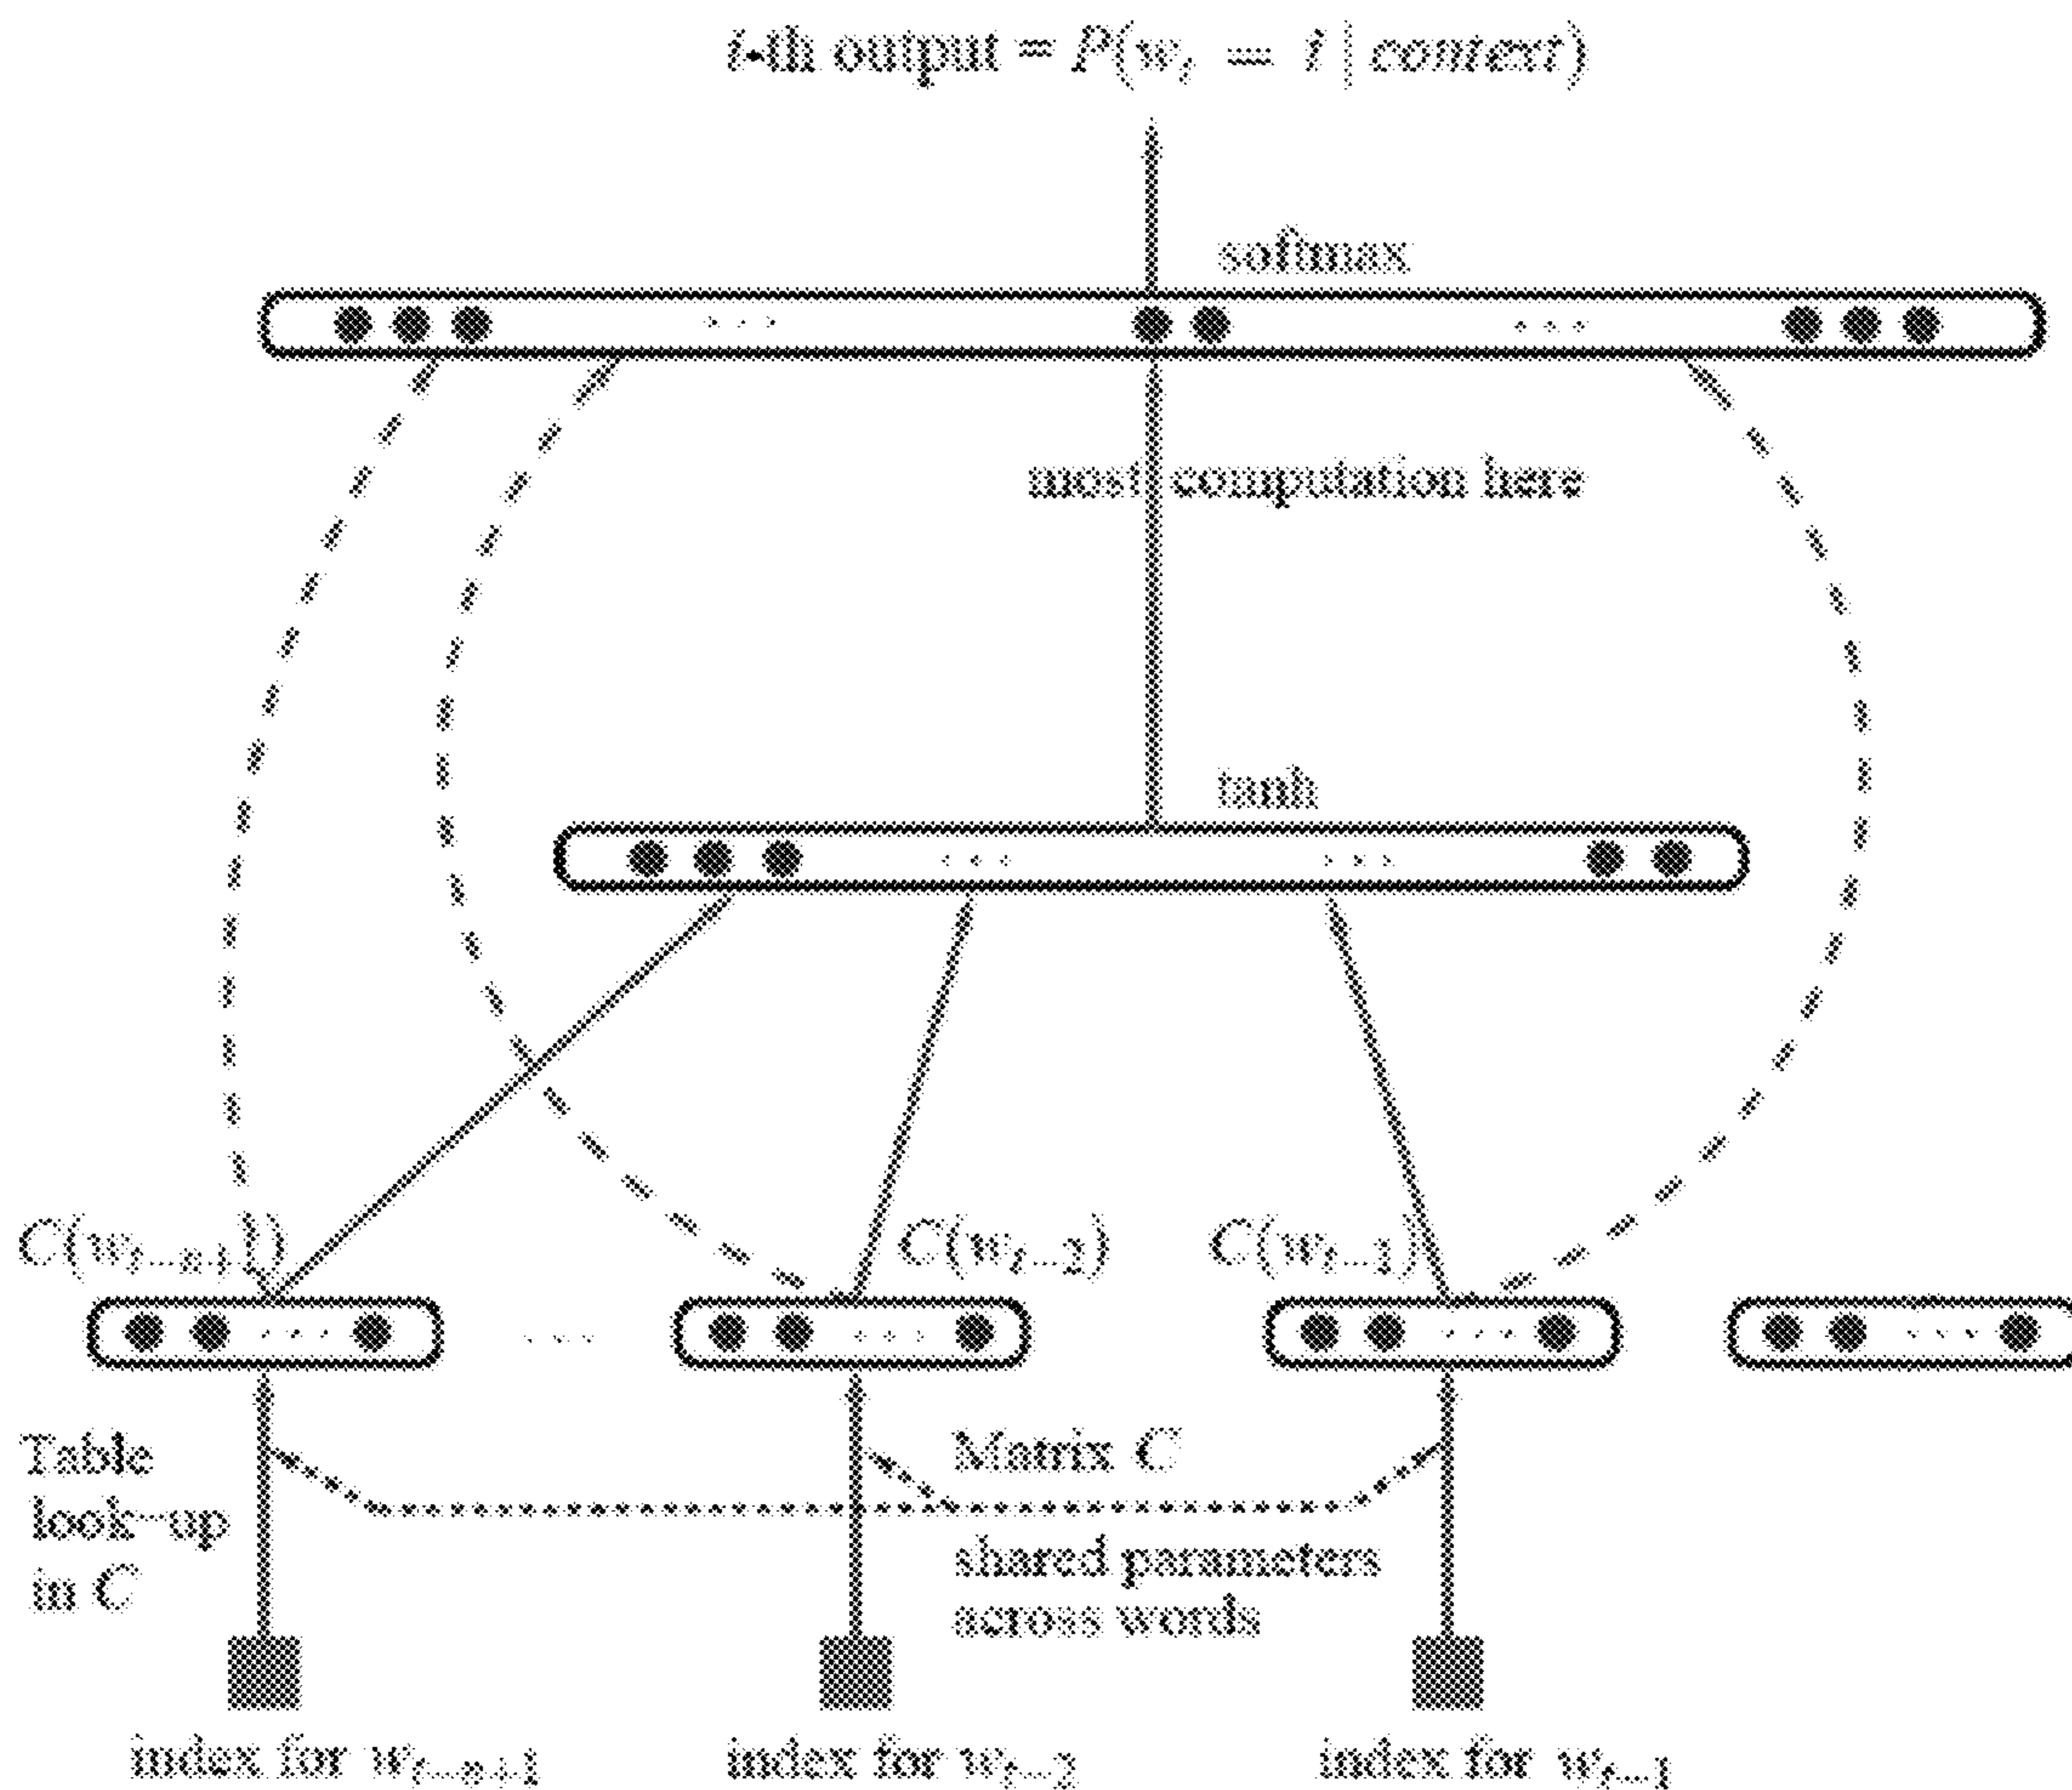 i-th output = P(w_t = i | context)
softmax
most computation here
tanh
C(w_{t-n+1})
C(w_{t-2})
C(w_{t-1})
Table
look-up
in C
Matrix C
shared parameters
across words
index for w_{t-n+1}
index for w_{t-2}
index for w_{t-1}